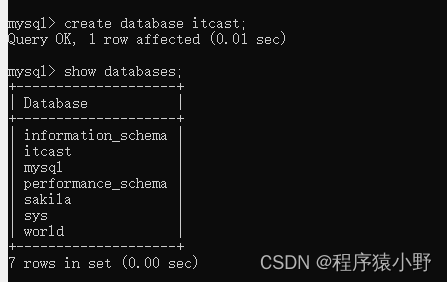 mysql> create database itcast;
Query OK, 1 row affected (0.01 sec)
mysql> show databases;
+--------------------+
| Database           |
+--------------------+
| information_schema |
| itcast             |
| mysql              |
| performance_schema |
| sakila             |
| sys                |
| world              |
+--------------------+
7 rows in set (0.00 sec)
CSDN @程序猿小野